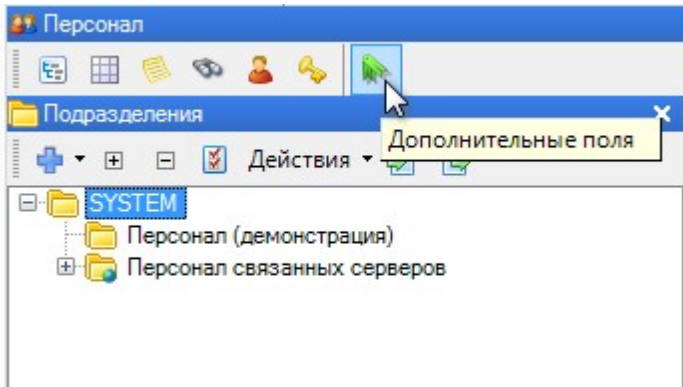 Персонал
Подразделения
Дополнительные поля
Действия
SYSTEM
Персонал (демонстрация)
Персонал связанных серверов